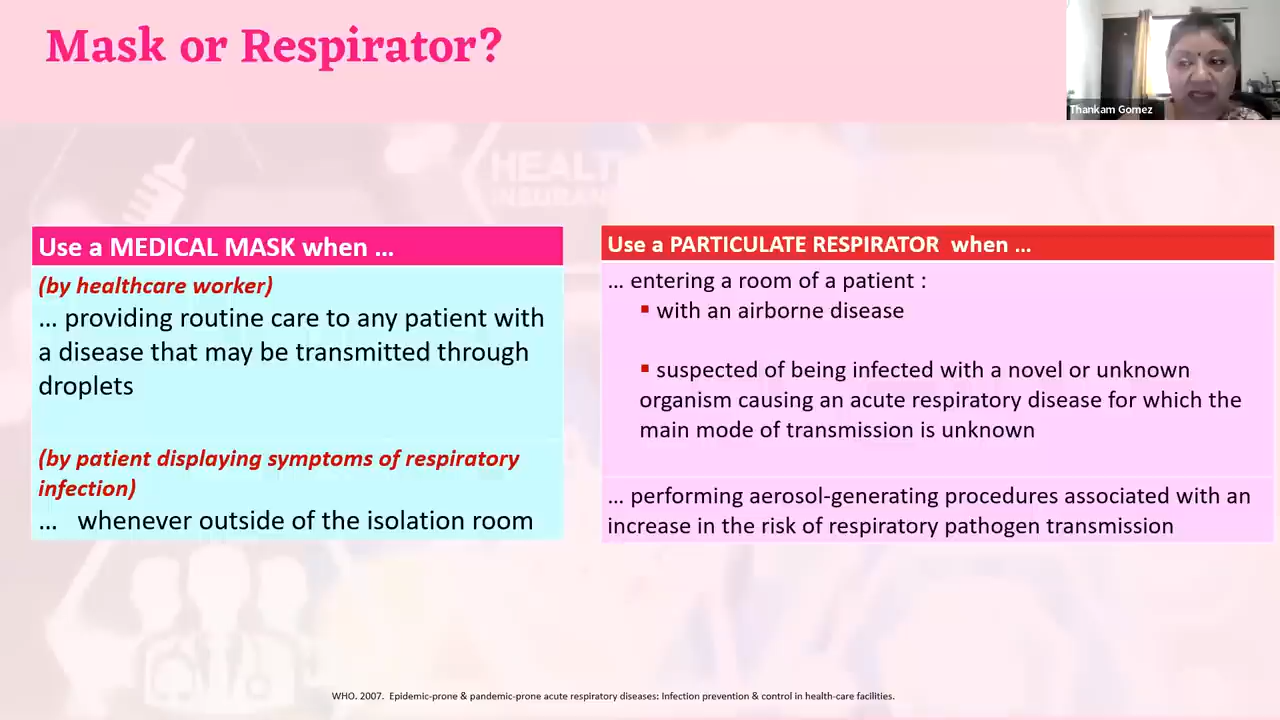 Mask or Respirator?
Thankam Gomez
HEALT
INSURAN
Use a MEDICAL MASK when ...
(by healthcare worker)
... providing routine care to any patient with
a disease that may be transmitted through
droplets
(by patient displaying symptoms of respiratory
infection)
... whenever outside of the isolation room
Use a PARTICULATE RESPIRATOR when ...
... entering a room of a patient :
▪ with an airborne disease
▪ suspected of being infected with a novel or unknown
organism causing an acute respiratory disease for which the
main mode of transmission is unknown
... performing aerosol-generating procedures associated with an
increase in the risk of respiratory pathogen transmission
WHO. 2007. Epidemic-prone & pandemic-prone acute respiratory diseases: Infection prevention & control in health-care facilities.